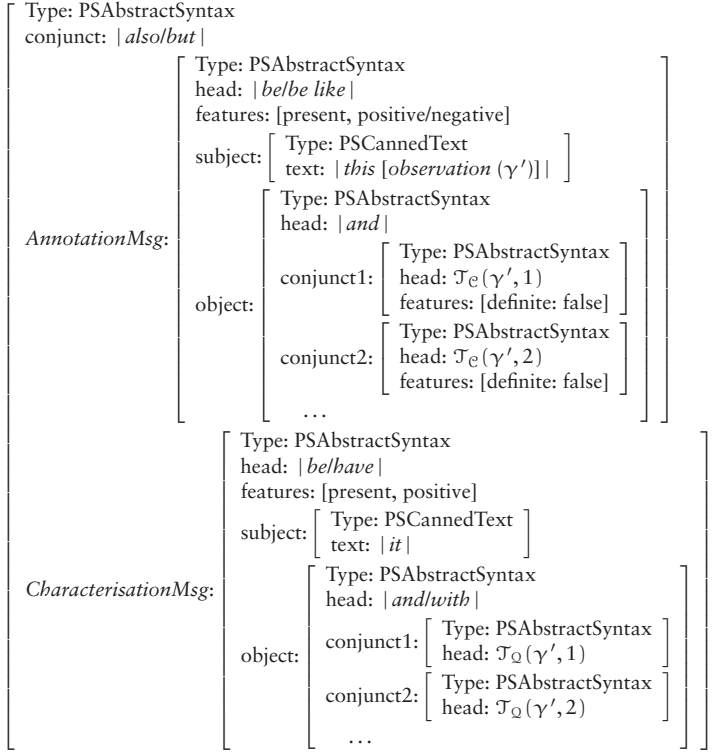 Type: PSAbstractSyntax
conjunct: |also/but|
AnnotationMsg:
Type: PSAbstractSyntax
head: |be/be like|
features: [present, positive/negative]
subject:
Type: PSCannedText
text: |this [observation (γ′)]|
object:
Type: PSAbstractSyntax
head: |and|
conjunct1:
Type: PSAbstractSyntax
head: 𝒯𝒞(γ′, 1)
features: [definite: false]
conjunct2:
Type: PSAbstractSyntax
head: 𝒯𝒞(γ′, 2)
features: [definite: false]
...
CharacterisationMsg:
Type: PSAbstractSyntax
head: |be/have|
features: [present, positive]
subject:
Type: PSCannedText
text: |it|
object:
Type: PSAbstractSyntax
head: |and/with|
conjunct1:
Type: PSAbstractSyntax
head: 𝒯𝒬(γ′, 1)
conjunct2:
Type: PSAbstractSyntax
head: 𝒯𝒬(γ′, 2)
...